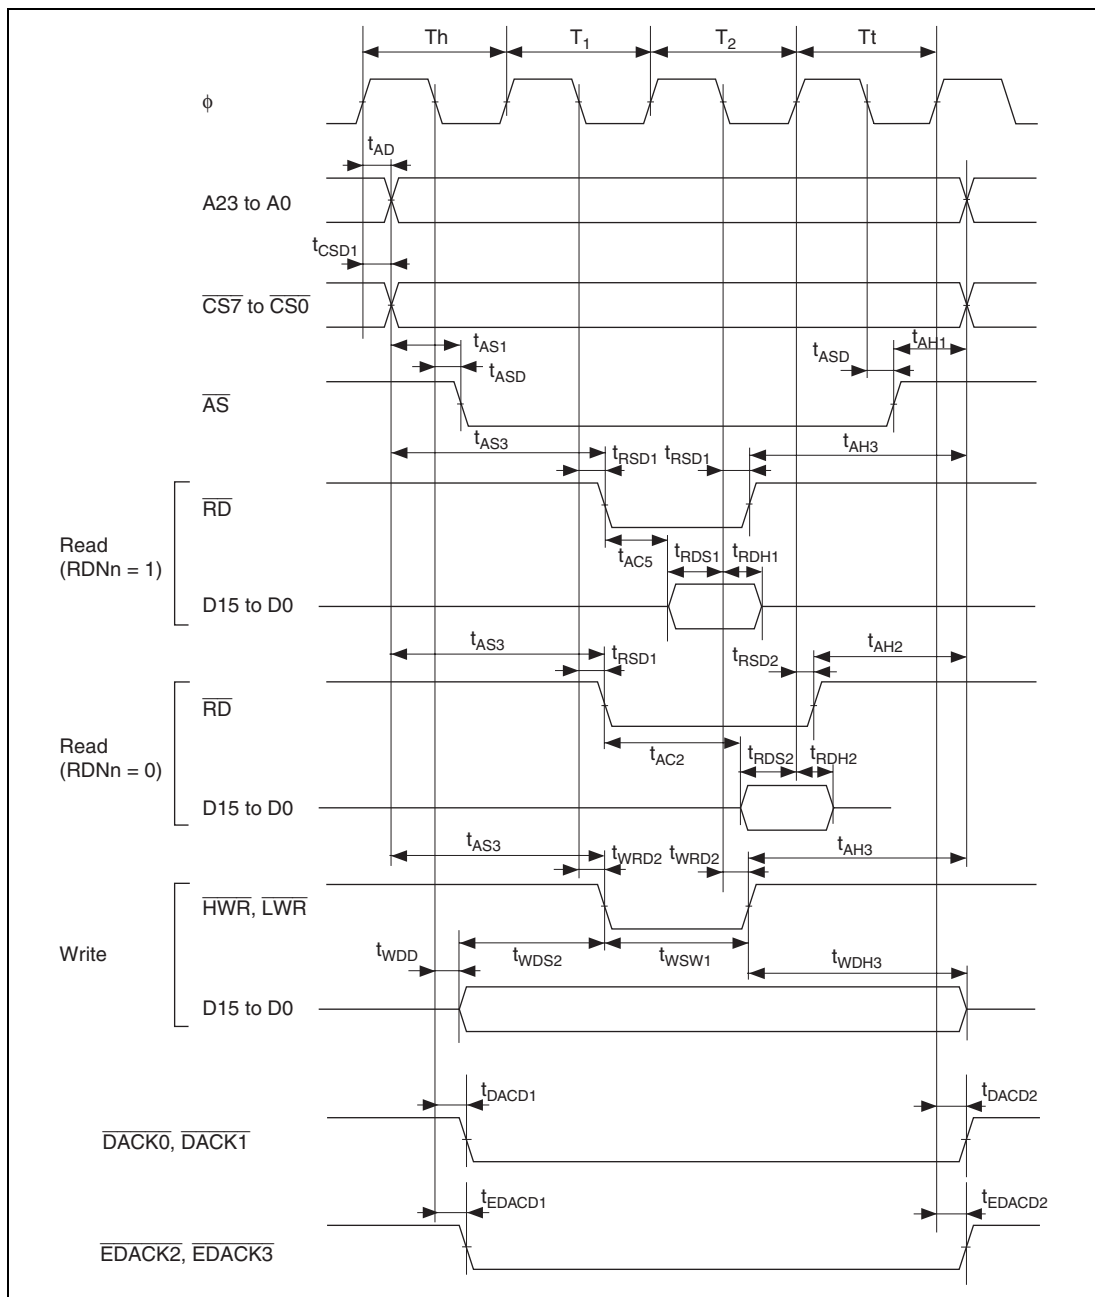 Th T1 T2 Tt
φ
tAD
A23 to A0
tCSD1
CS7 to CS0
tAS1 tAH1
tASD tASD
AS
tAS3 tRSD1 tRSD1 tAH3
RD
Read
(RDNn = 1)
tAC5 tRDS1 tRDH1
D15 to D0
tAS3 tRSD1 tRSD2 tAH2
RD
Read
(RDNn = 0)
tAC2 tRDS2 tRDH2
D15 to D0
tAS3 tWRD2 tWRD2 tAH3
HWR, LWR
Write
tWDD tWDS2 tWSW1 tWDH3
D15 to D0
tDACD1 tDACD2
DACK0, DACK1
tEDACD1 tEDACD2
EDACK2, EDACK3